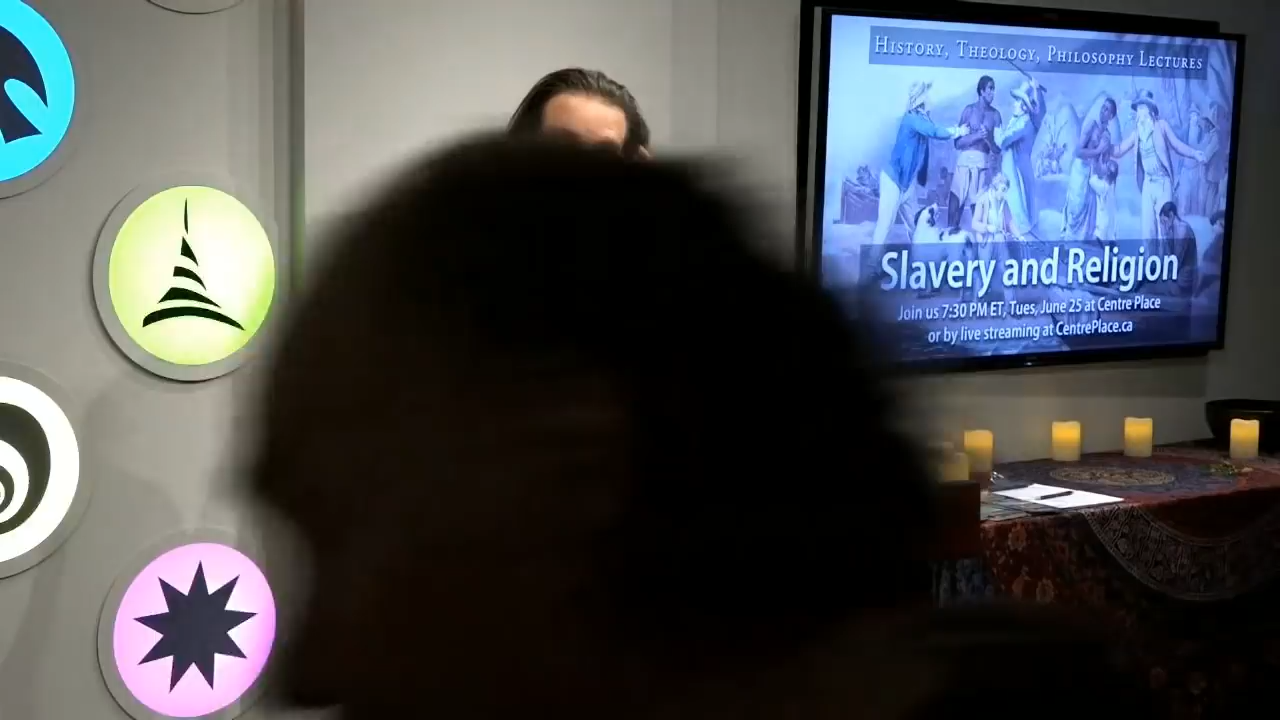 HISTORY, THEOLOGY, PHILOSOPHY LECTURES
Slavery and Religion
Join us 7:30 PM ET, Tues, June 25 at Centre Place
or by live streaming at CentrePlace.ca